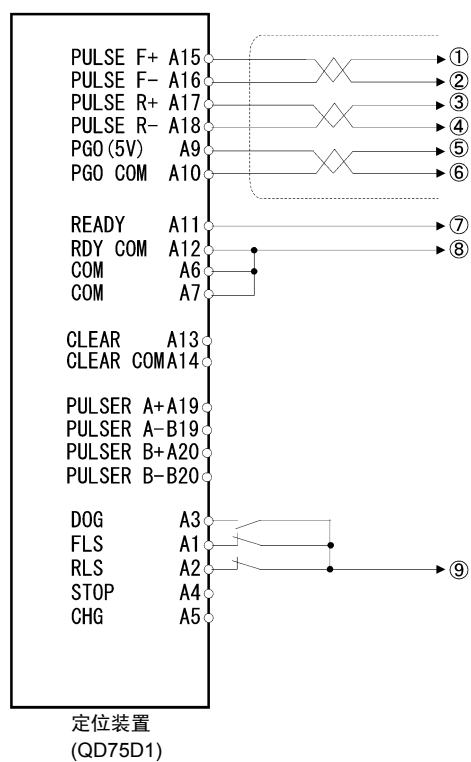 PULSE F+ A15 ①
PULSE F- A16 ②
PULSE R+ A17 ③
PULSE R- A18 ④
PGO(5V) A9 ⑤
PGO COM A10 ⑥
READY A11 ⑦
RDY COM A12 ⑧
COM A6
COM A7
CLEAR A13
CLEAR COM A14
PULSER A+ A19
PULSER A- B19
PULSER B+ A20
PULSER B- B20
DOG A3
FLS A1
RLS A2 ⑨
STOP A4
CHG A5
定位装置
(QD75D1)